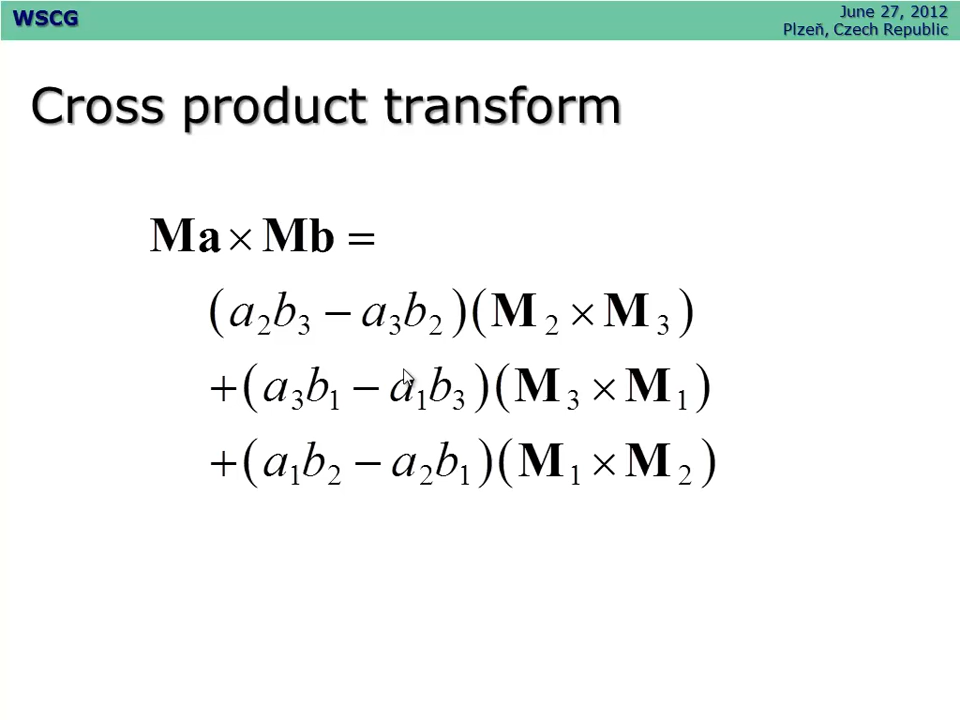 WSCG
June 27, 2012
Plzeň, Czech Republic
Cross product transform
Ma × Mb =
(a₂b₃ − a₃b₂)(M₂ × M₃)
+(a₃b₁ − a₁b₃)(M₃ × M₁)
+(a₁b₂ − a₂b₁)(M₁ × M₂)